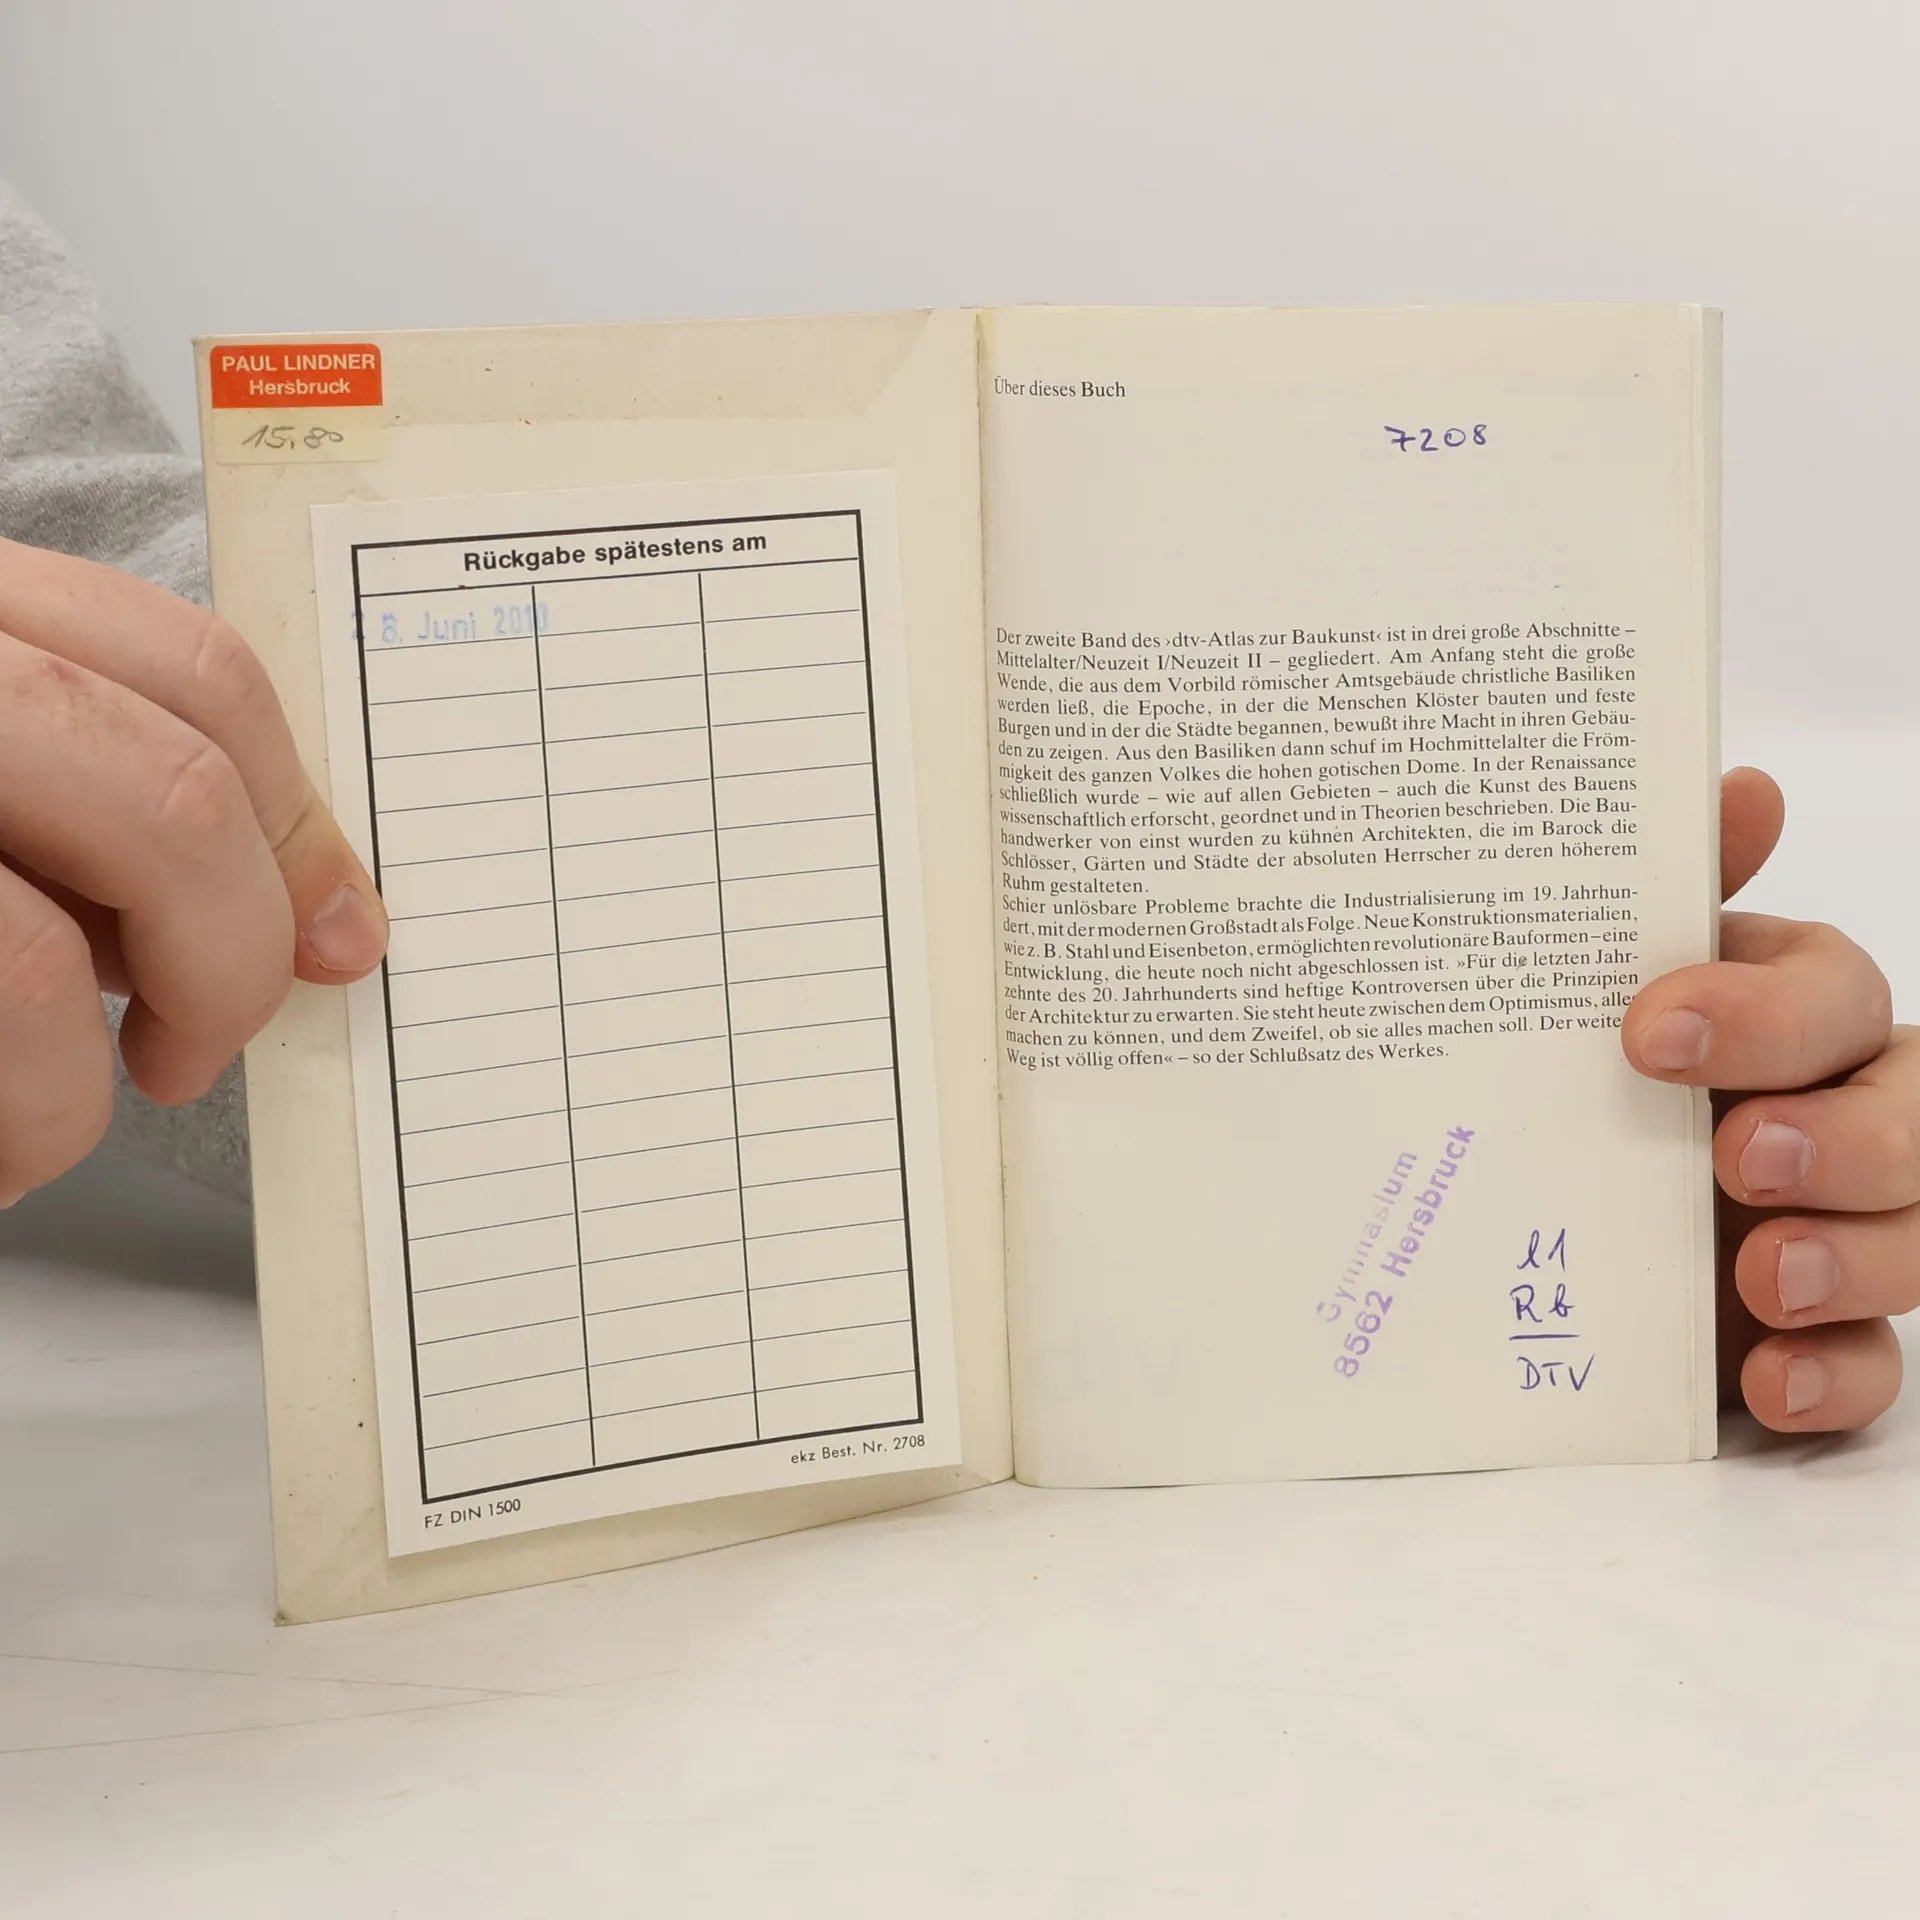 PAUL LINDNER
Hersbruck
15,80
Rückgabe spätestens am
28. Juni 2010
ekz Best. Nr. 2708
FZ DIN 1500
Über dieses Buch
7208
Der zweite Band des ›dtv-Atlas zur Baukunst‹ ist in drei große Abschnitte –
Mittelalter/Neuzeit I/Neuzeit II – gegliedert. Am Anfang steht die große
Wende, die aus dem Vorbild römischer Amtsgebäude christliche Basiliken
werden ließ, die Epoche, in der die Menschen Klöster bauten und feste
Burgen und in der die Städte begannen, bewußt ihre Macht in ihren Gebäu-
den zu zeigen. Aus den Basiliken dann schuf im Hochmittelalter die Fröm-
migkeit des ganzen Volkes die hohen gotischen Dome. In der Renaissance
schließlich wurde – wie auf allen Gebieten – auch die Kunst des Bauens
wissenschaftlich erforscht, geordnet und in Theorien beschrieben. Die Bau-
handwerker von einst wurden zu kühnen Architekten, die im Barock die
Schlösser, Gärten und Städte der absoluten Herrscher zu deren höherem
Ruhm gestalteten.
Schier unlösbare Probleme brachte die Industrialisierung im 19. Jahrhun-
dert, mit der modernen Großstadt als Folge. Neue Konstruktionsmaterialien,
wie z. B. Stahl und Eisenbeton, ermöglichten revolutionäre Bauformen – eine
Entwicklung, die heute noch nicht abgeschlossen ist. »Für die letzten Jahr-
zehnte des 20. Jahrhunderts sind heftige Kontroversen über die Prinzipien
der Architektur zu erwarten. Sie steht heute zwischen dem Optimismus, alles
machen zu können, und dem Zweifel, ob sie alles machen soll. Der weite
Weg ist völlig offen« – so der Schlußsatz des Werkes.
Gymnasium
8562 Hersbruck
l1
Rb
DTV